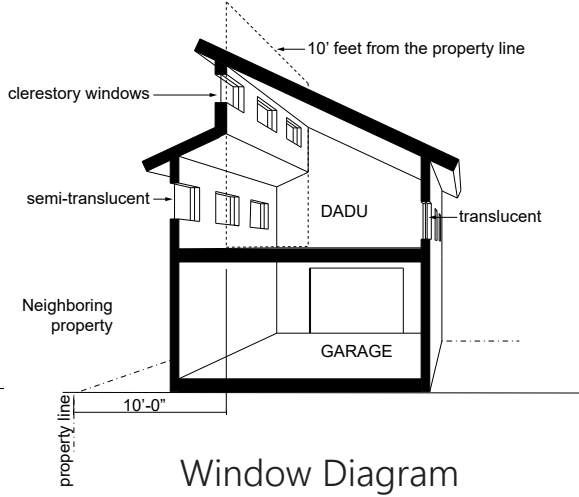 10' feet from the property line
clerestory windows
semi-translucent
DADU
translucent
Neighboring
property
GARAGE
10'-0"
property line
Window Diagram